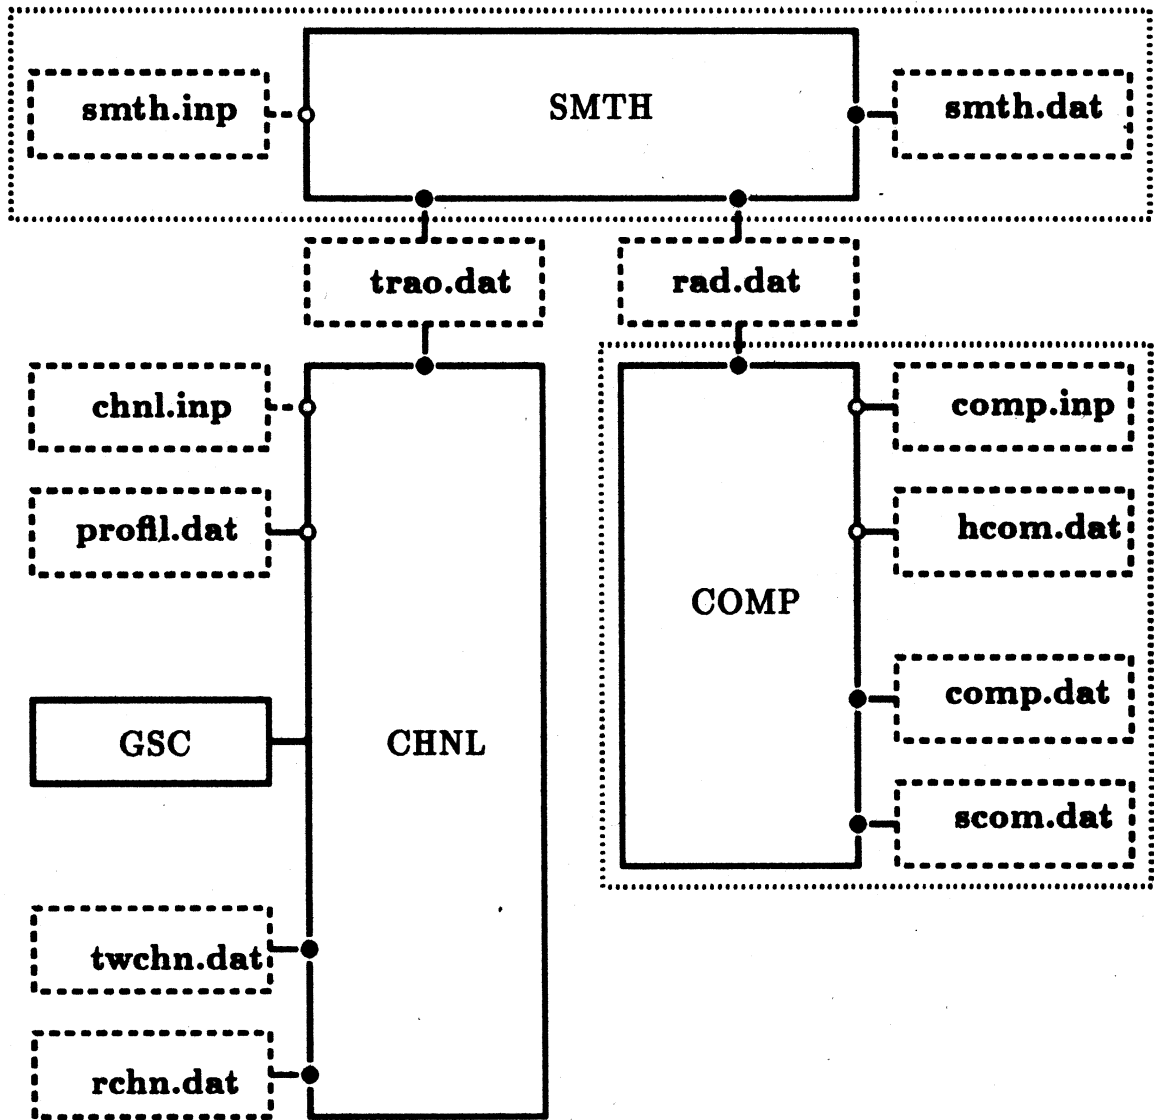 smth.inp
SMTH
smth.dat
trao.dat
rad.dat
chnl.inp
comp.inp
profil.dat
hcom.dat
COMP
comp.dat
GSC
CHNL
scom.dat
twchn.dat
rchn.dat